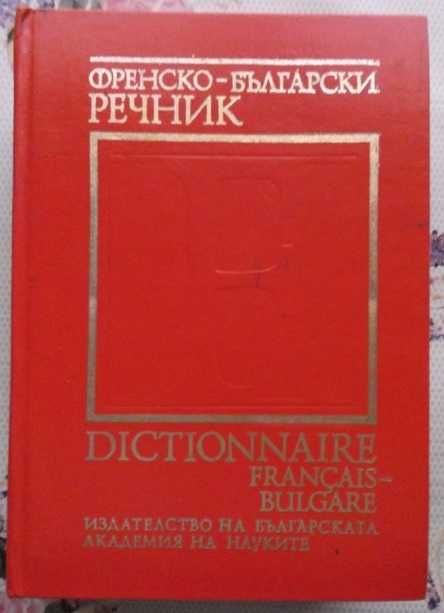 ФРЕНСКО-БЪЛГАРСКИ
РЕЧНИК
DICTIONNAIRE
FRANÇAIS-
BULGARE
ИЗДАТЕЛСТВО НА БЪЛГАРСКАТА
АКАДЕМИЯ НА НАУКИТЕ